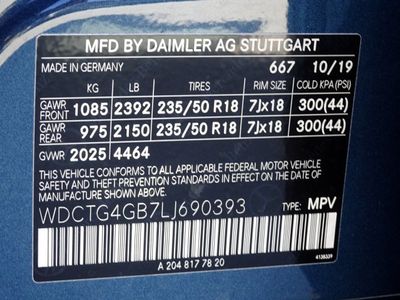 MFD BY DAIMLER AG STUTTGART
MADE IN GERMANY 667 10/19
KG LB TIRES RIM SIZE COLD KPA (PSI)
GAWR FRONT 1085 2392 235/50 R18 7Jx18 300(44)
GAWR REAR 975 2150 235/50 R18 7Jx18 300(44)
GVWR 2025 4464
THIS VEHICLE CONFORMS TO ALL APPLICABLE FEDERAL MOTOR VEHICLE
SAFETY AND THEFT PREVENTION STANDARDS IN EFFECT ON THE DATE OF
MANUFACTURE SHOWN ABOVE.
WDCTG4GB7LJ690393 TYPE: MPV
A 204 817 78 20
4138339